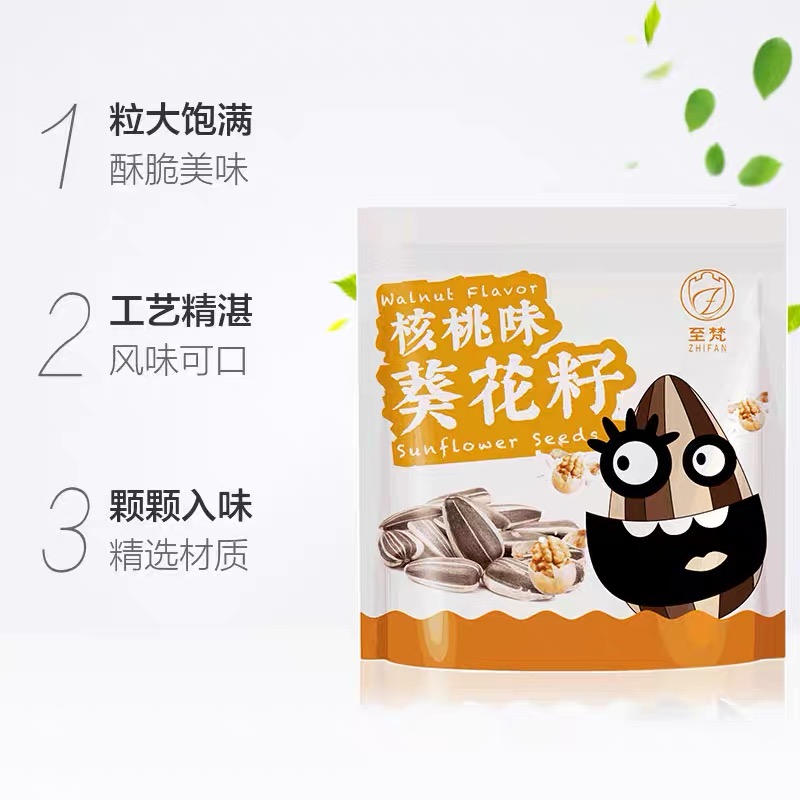 1
粒大饱满
酥脆美味
2
工艺精湛
风味可口
3
颗颗入味
精选材质
Walnut Flavor
核桃味
葵花籽
Sunflower Seeds
至梵
ZHIFAN